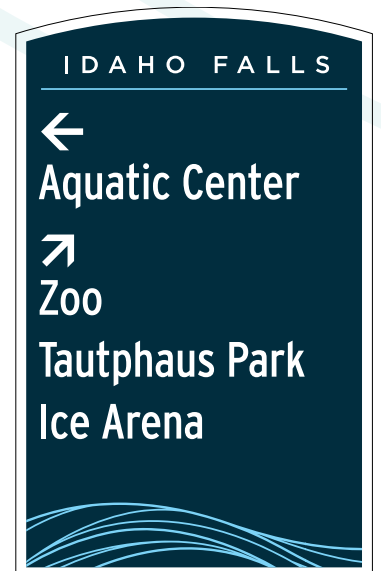 IDAHO FALLS
←
Aquatic Center
↗
Zoo
Tautphaus Park
Ice Arena